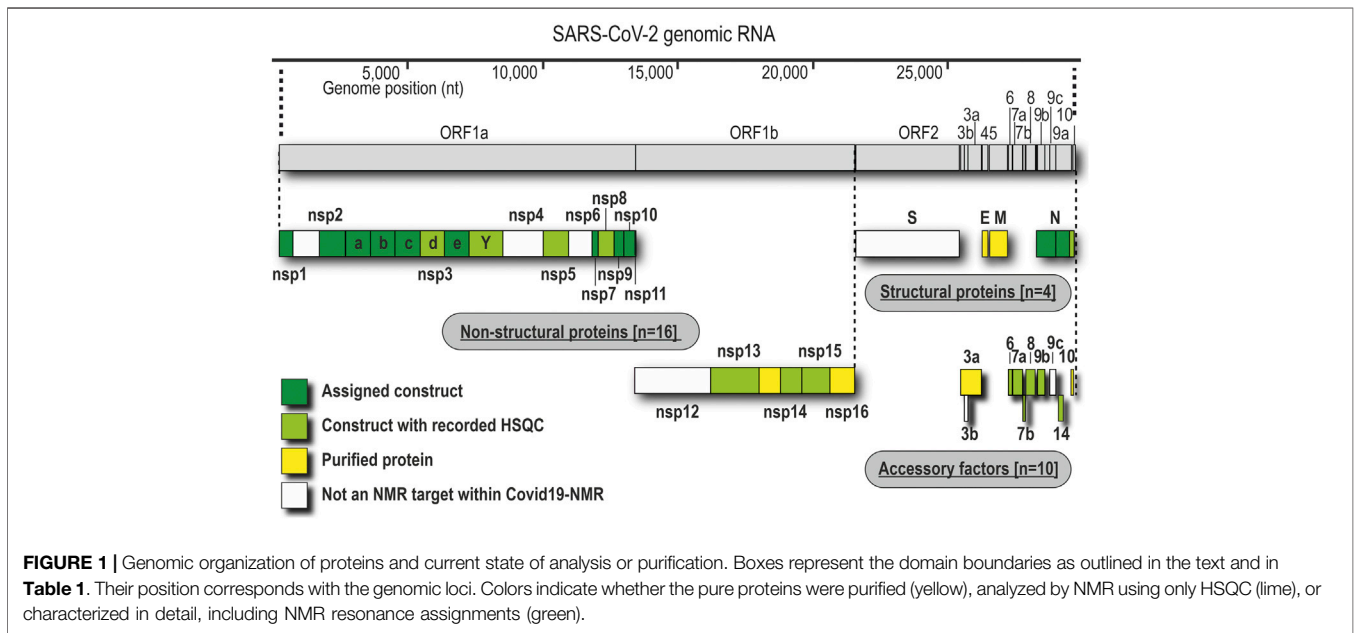 SARS-CoV-2 genomic RNA
5,000 10,000 15,000 20,000 25,000
Genome position (nt)
6 8 9c
3a 7a 9b 10
ORF1a ORF1b ORF2 3b 45 7b 9a
nsp8
nsp2 nsp4 nsp6 nsp10 S E M N
a b c d e Y
nsp1 nsp3 nsp5 nsp9
nsp7 nsp11
Structural proteins [n=4]
Non-structural proteins [n=16]
nsp13 nsp15
6 8 9c
3a 7a 9b 10
nsp12 nsp14 nsp16
3b 7b 14
Accessory factors [n=10]
Assigned construct
Construct with recorded HSQC
Purified protein
Not an NMR target within Covid19-NMR
FIGURE 1 | Genomic organization of proteins and current state of analysis or purification. Boxes represent the domain boundaries as outlined in the text and in
Table 1. Their position corresponds with the genomic loci. Colors indicate whether the pure proteins were purified (yellow), analyzed by NMR using only HSQC (lime), or
characterized in detail, including NMR resonance assignments (green).